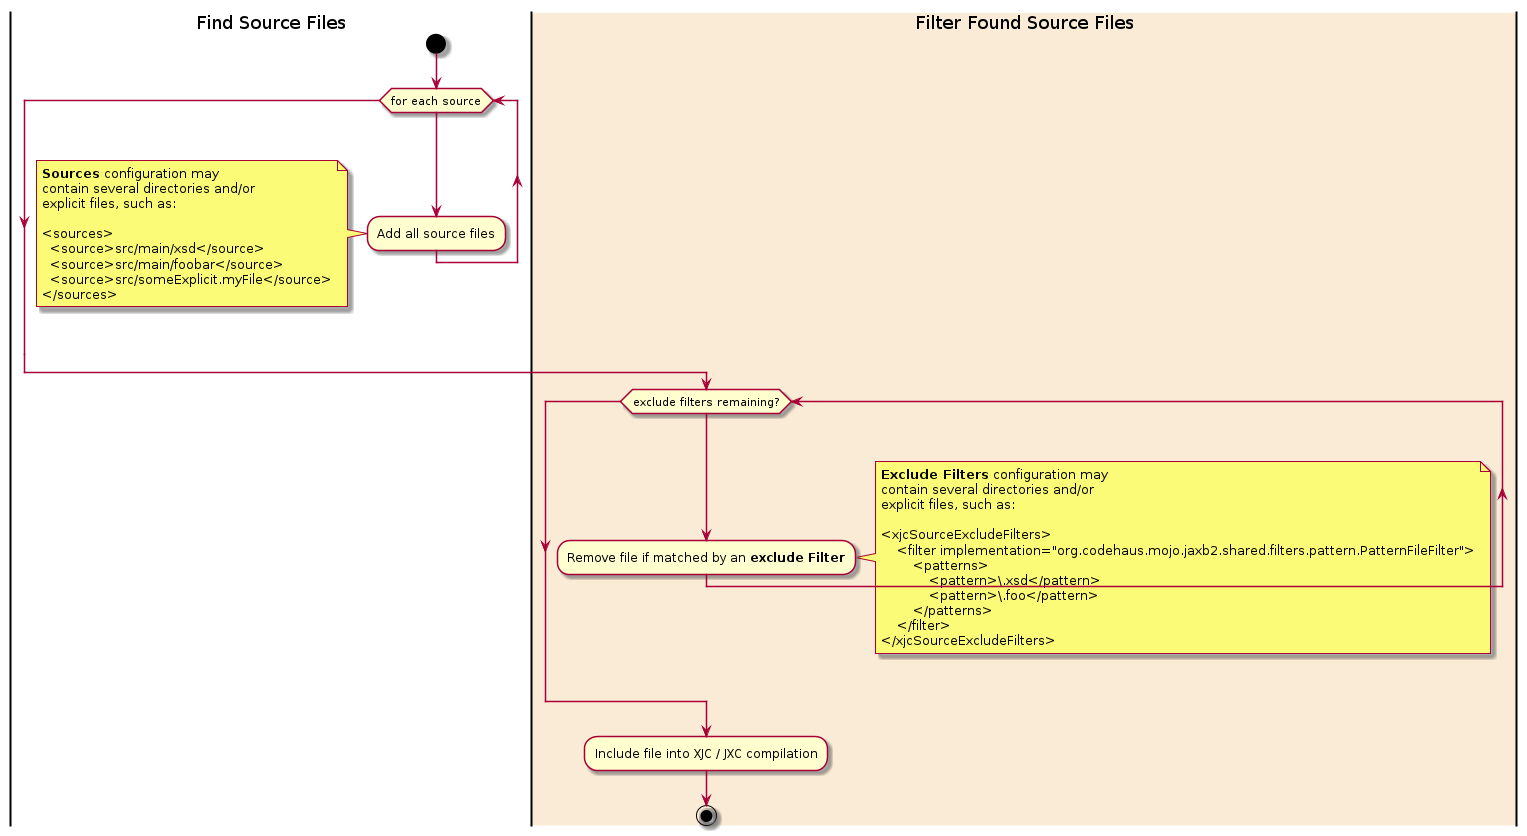 Find Source Files
Filter Found Source Files
for each source
Sources configuration may
contain several directories and/or
explicit files, such as:
<sources>
  <source>src/main/xsd</source>
  <source>src/main/foobar</source>
  <source>src/someExplicit.myFile</source>
</sources>
Add all source files
exclude filters remaining?
Remove file if matched by an exclude Filter
Exclude Filters configuration may
contain several directories and/or
explicit files, such as:
<xjcSourceExcludeFilters>
    <filter implementation="org.codehaus.mojo.jaxb2.shared.filters.pattern.PatternFileFilter">
        <patterns>
            <pattern>\.xsd</pattern>
            <pattern>\.foo</pattern>
        </patterns>
    </filter>
</xjcSourceExcludeFilters>
Include file into XJC / JXC compilation